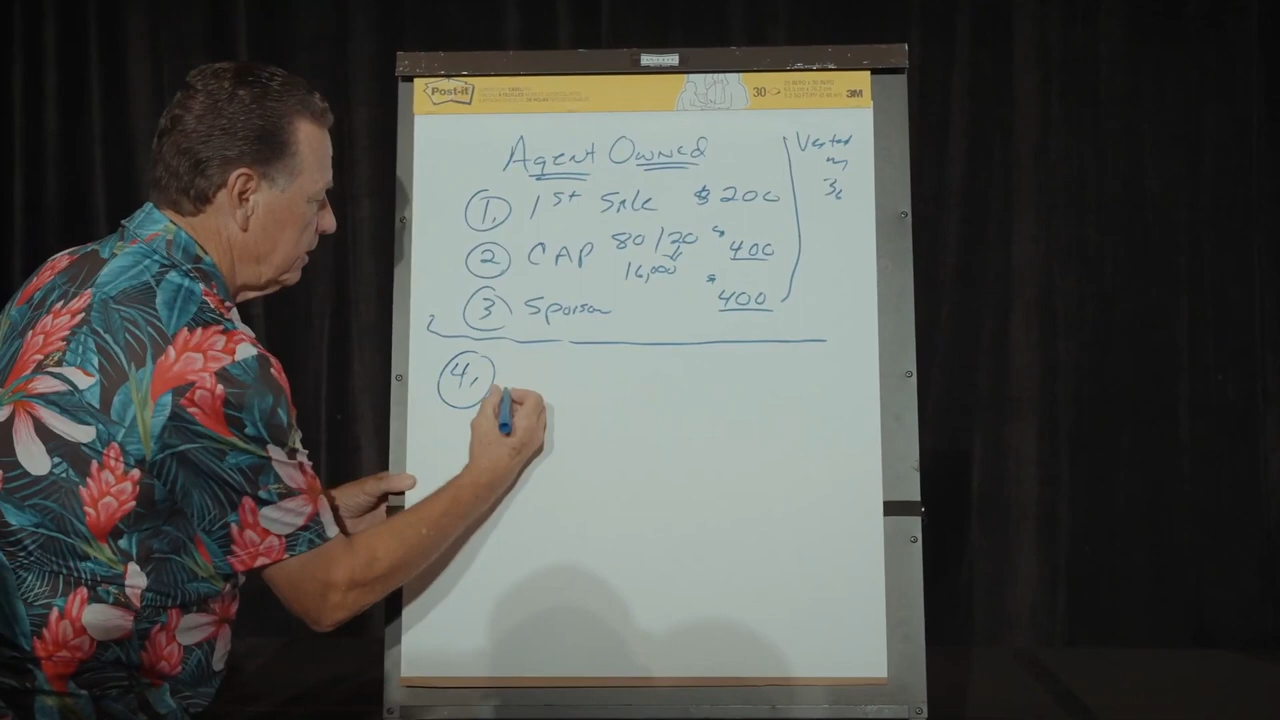 Post-it
30
3M
Agent Owned
1. 1st Sale $200
2 CAP 80/20 $400
16,000
3 Sponsor $400
Vested
in
36
4.